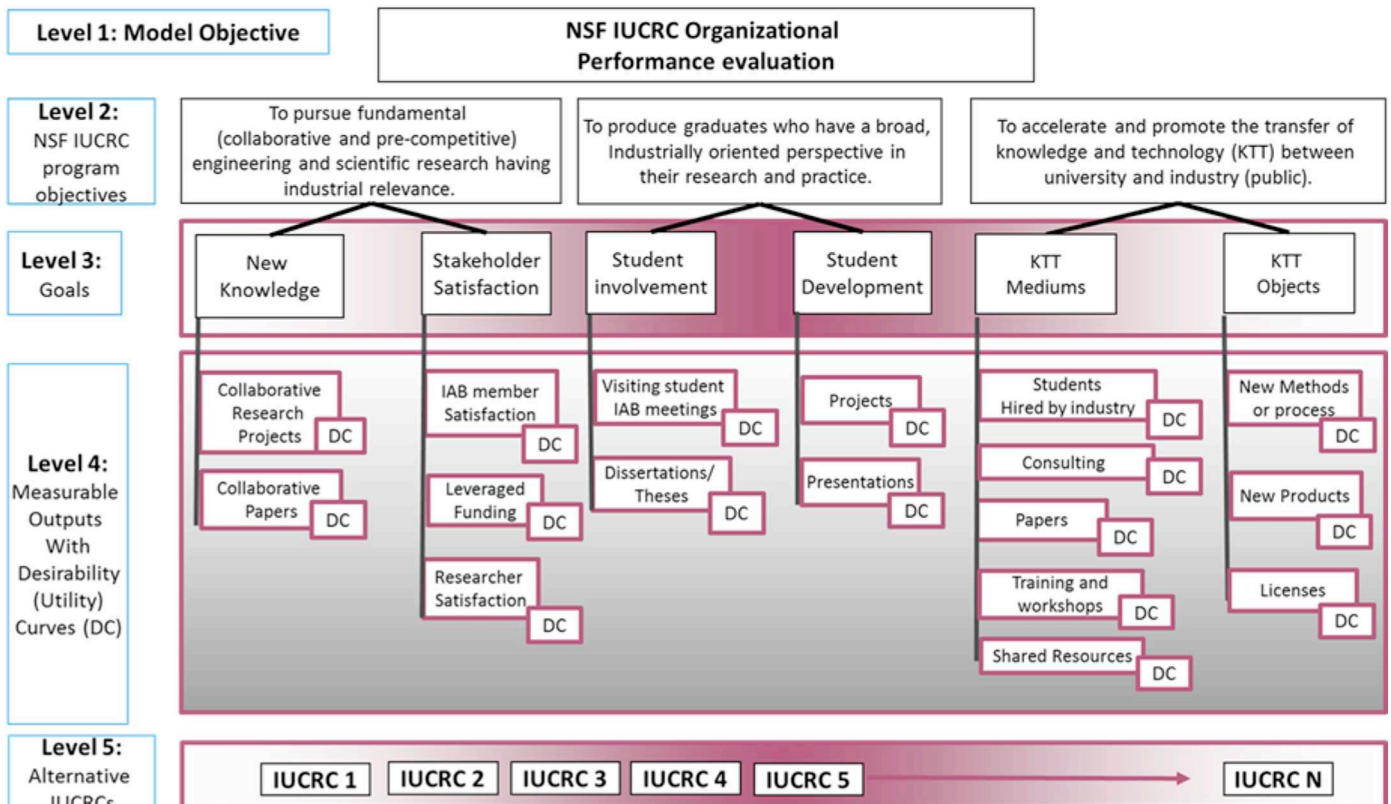 Level 1: Model Objective
NSF IUCRC Organizational
Performance evaluation
Level 2:
NSF IUCRC
program
objectives
To pursue fundamental
(collaborative and pre-competitive)
engineering and scientific research having
industrial relevance.
To produce graduates who have a broad,
Industrially oriented perspective in
their research and practice.
To accelerate and promote the transfer of
knowledge and technology (KTT) between
university and industry (public).
Level 3:
Goals
New
Knowledge
Stakeholder
Satisfaction
Student
involvement
Student
Development
KTT
Mediums
KTT
Objects
Level 4:
Measurable
Outputs
With
Desirability
(Utility)
Curves (DC)
Collaborative
Research
Projects
DC
Collaborative
Papers
DC
IAB member
Satisfaction
DC
Leveraged
Funding
DC
Researcher
Satisfaction
DC
Visiting student
IAB meetings
DC
Dissertations/
Theses
DC
Projects
DC
Presentations
DC
Students
Hired by industry
DC
Consulting
DC
Papers
DC
Training and
workshops
DC
Shared Resources
DC
New Methods
or process
DC
New Products
DC
Licenses
DC
Level 5:
Alternative
IUCRCs
IUCRC 1
IUCRC 2
IUCRC 3
IUCRC 4
IUCRC 5
IUCRC N